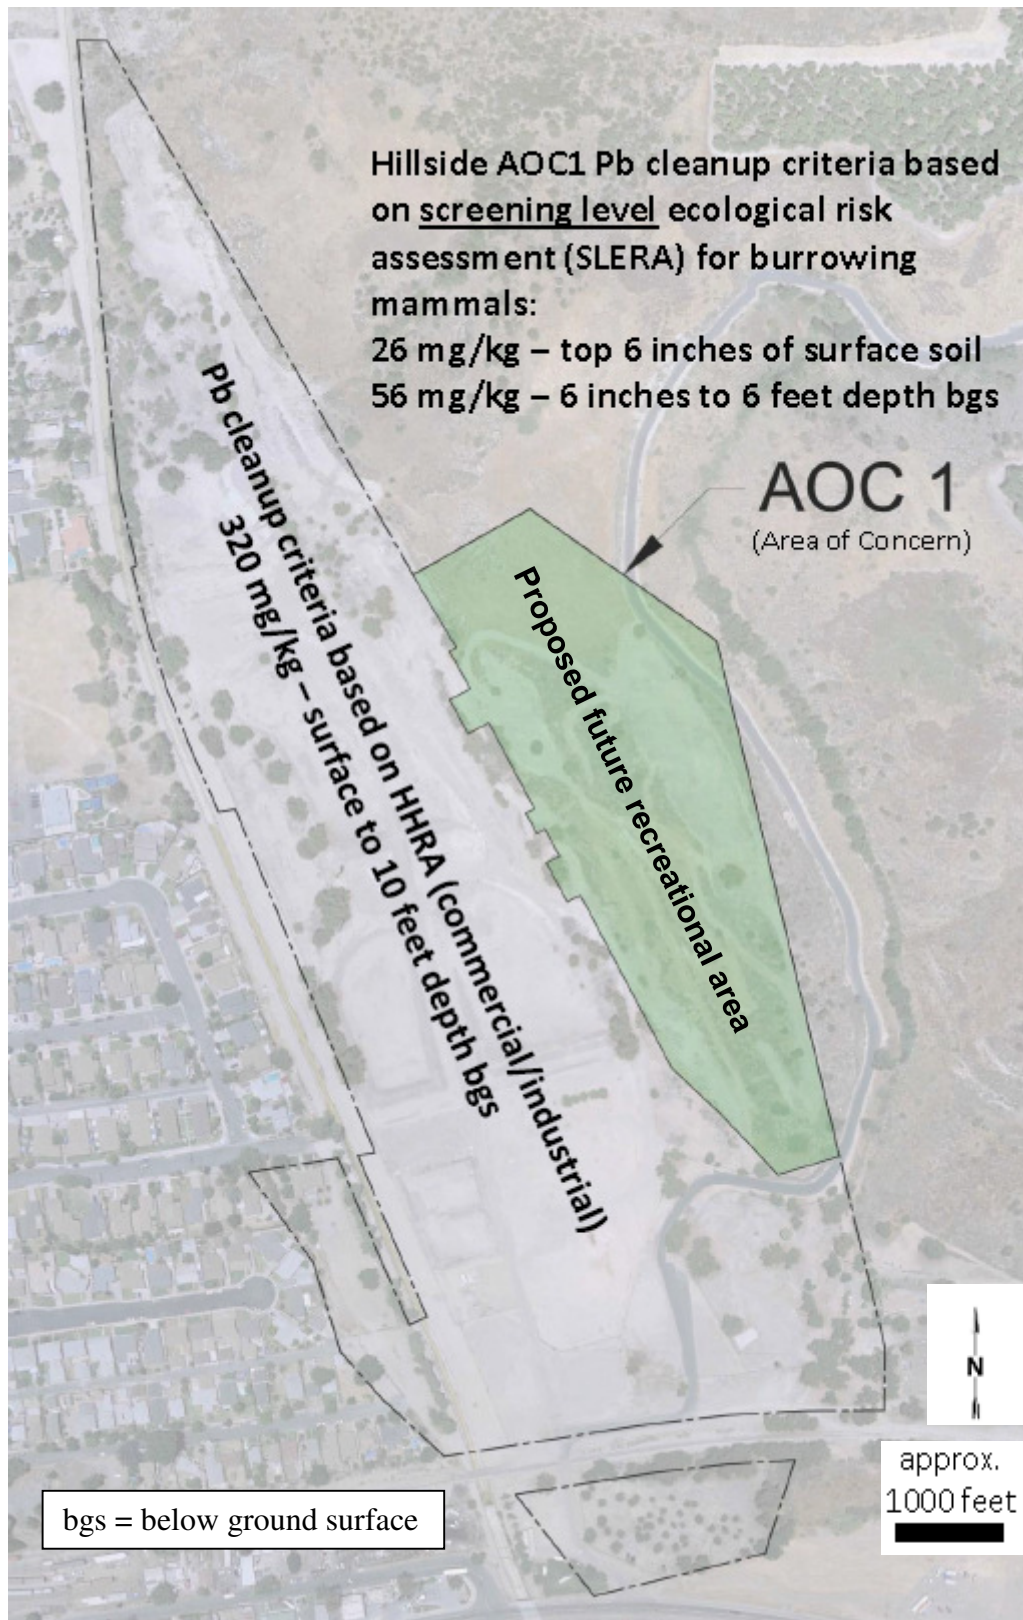 Hillside AOC1 Pb cleanup criteria based
on screening level ecological risk
assessment (SLERA) for burrowing
mammals:
26 mg/kg – top 6 inches of surface soil
56 mg/kg – 6 inches to 6 feet depth bgs
AOC 1
(Area of Concern)
Pb cleanup criteria based on HHRA (commercial/industrial)
320 mg/kg – surface to 10 feet depth bgs
Proposed future recreational area
N
approx.
1000 feet
bgs = below ground surface